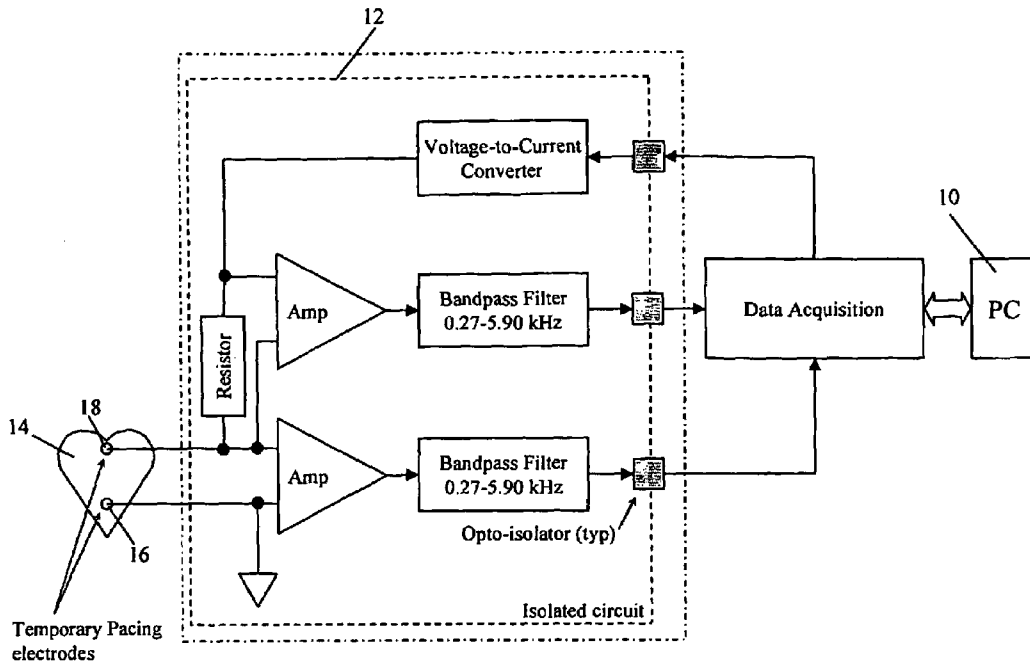 12
Voltage-to-Current
Converter
10
Amp
Bandpass Filter
0.27-5.90 kHz
Data Acquisition
PC
Resistor
18
14
Amp
Bandpass Filter
0.27-5.90 kHz
16
Opto-isolator (typ)
Isolated circuit
Temporary Pacing
electrodes